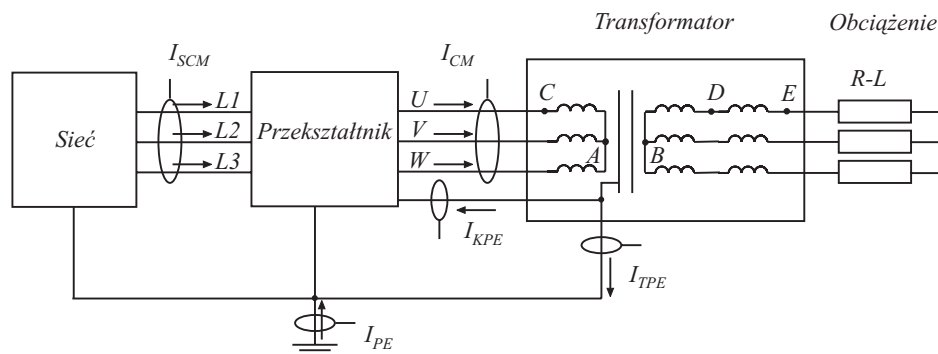 Transformator
Obciążenie
I_SCM
I_CM
Sieć
L1
L2
L3
Przekształtnik
U
V
W
C
A
B
D
E
R-L
I_KPE
I_TPE
I_PE